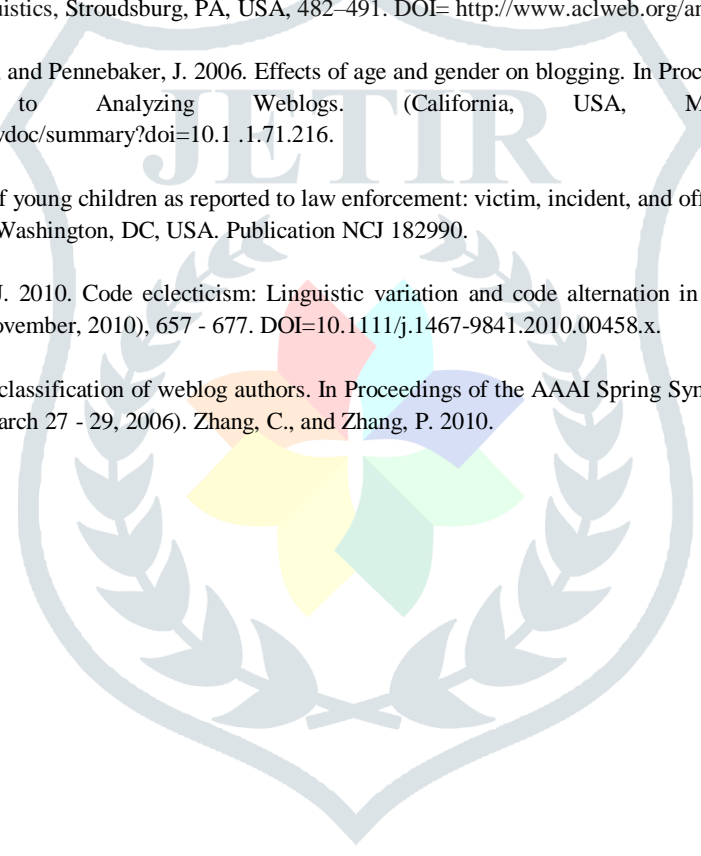 uistics, Stroudsburg, PA, USA, 482–491. DOI= http://www.aclweb.org/an
and Pennebaker, J. 2006. Effects of age and gender on blogging. In Proc
to Analyzing Weblogs. (California, USA, M
ydoc/summary?doi=10.1 .1.71.216.
JETIR
f young children as reported to law enforcement: victim, incident, and off
Washington, DC, USA. Publication NCJ 182990.
J. 2010. Code eclecticism: Linguistic variation and code alternation in
ovember, 2010), 657 - 677. DOI=10.1111/j.1467-9841.2010.00458.x.
classification of weblog authors. In Proceedings of the AAAI Spring Sym
arch 27 - 29, 2006). Zhang, C., and Zhang, P. 2010.